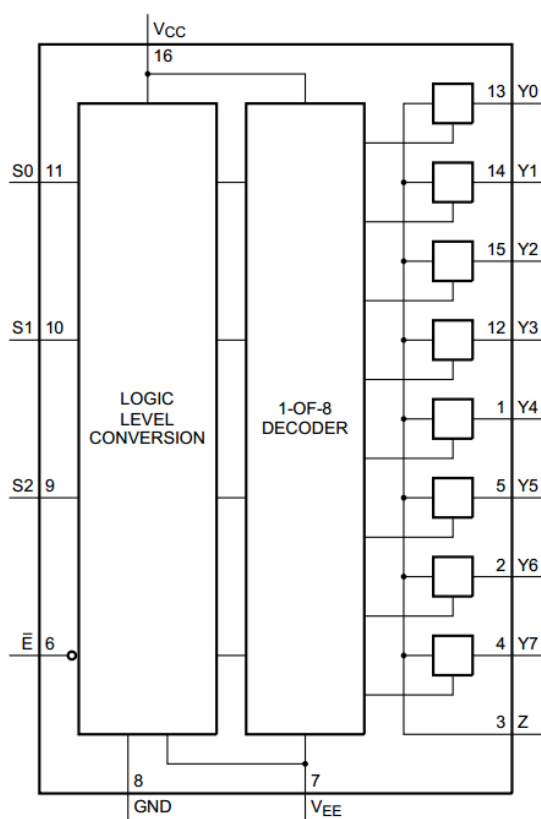 VCC
16
13 Y0
S0 11
14 Y1
15 Y2
S1 10
12 Y3
LOGIC
LEVEL
CONVERSION
1-OF-8
DECODER
1 Y4
S2 9
5 Y5
2 Y6
E̅ 6
4 Y7
3 Z
8
7
GND
VEE